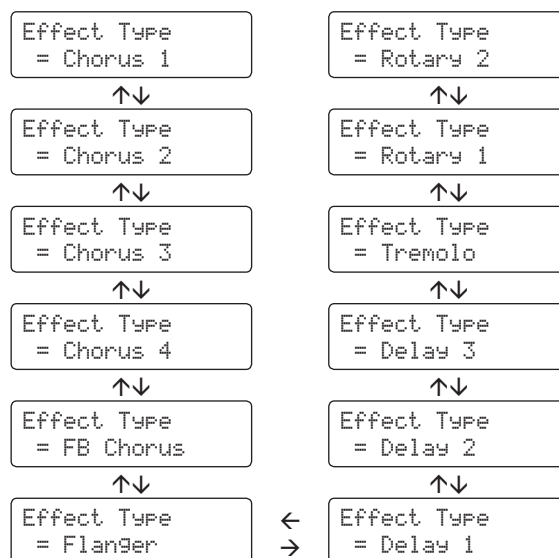 Effect Type
= Chorus 1
↑↓
Effect Type
= Chorus 2
↑↓
Effect Type
= Chorus 3
↑↓
Effect Type
= Chorus 4
↑↓
Effect Type
= FB Chorus
↑↓
Effect Type
= Flanger
←
→
Effect Type
= Rotary 2
↑↓
Effect Type
= Rotary 1
↑↓
Effect Type
= Tremolo
↑↓
Effect Type
= Delay 3
↑↓
Effect Type
= Delay 2
↑↓
Effect Type
= Delay 1